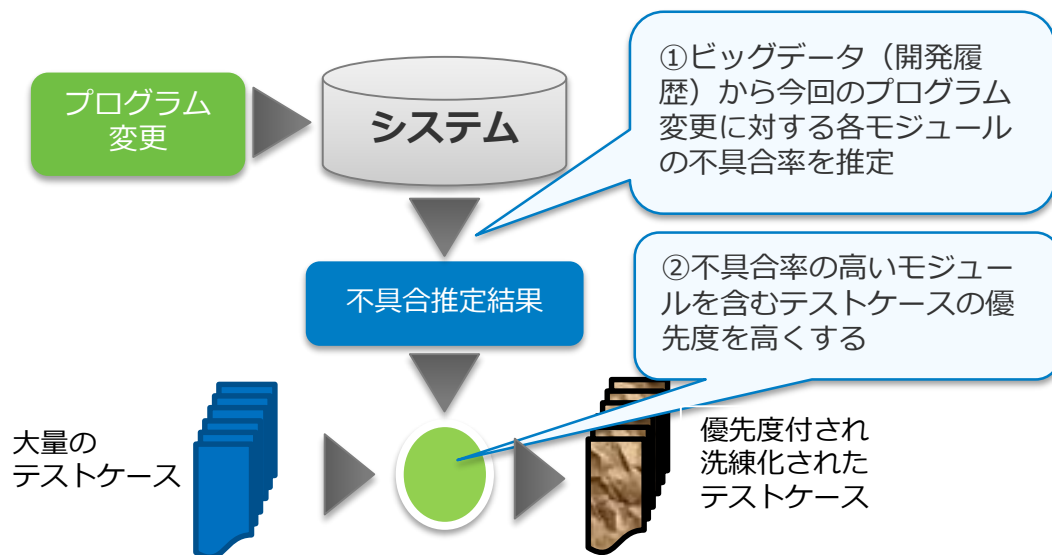 プログラム
変更
システム
①ビッグデータ（開発履
歴）から今回のプログラム
変更に対する各モジュール
の不具合率を推定
不具合推定結果
②不具合率の高いモジュー
ルを含むテストケースの優
先度を高くする
大量の
テストケース
優先度付され
洗練化された
テストケース